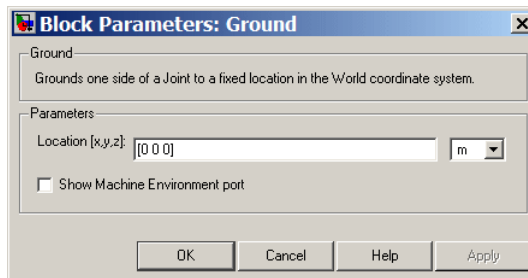 Block Parameters: Ground
Ground
Grounds one side of a Joint to a fixed location in the World coordinate system.
Parameters
Location [x,y,z]: [0 0 0] m
Show Machine Environment port
OK Cancel Help Apply